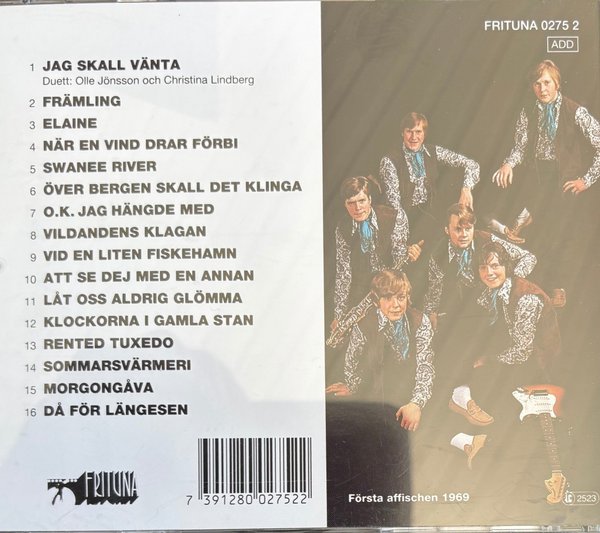 1 JAG SKALL VÄNTA
Duett: Olle Jönsson och Christina Lindberg
2 FRÄMLING
3 ELAINE
4 NÄR EN VIND DRAR FÖRBI
5 SWANEE RIVER
6 ÖVER BERGEN SKALL DET KLINGA
7 O.K. JAG HÄNGDE MED
8 VILDANDENS KLAGAN
9 VID EN LITEN FISKEHAMN
10 ATT SE DEJ MED EN ANNAN
11 LÅT OSS ALDRIG GLÖMMA
12 KLOCKORNA I GAMLA STAN
13 RENTED TUXEDO
14 SOMMARSVÄRMERI
15 MORGONGÅVA
16 DÅ FÖR LÄNGESEN
FRITUNA
7 391280 027522
FRITUNA 0275 2
ADD
Första affischen 1969
2523